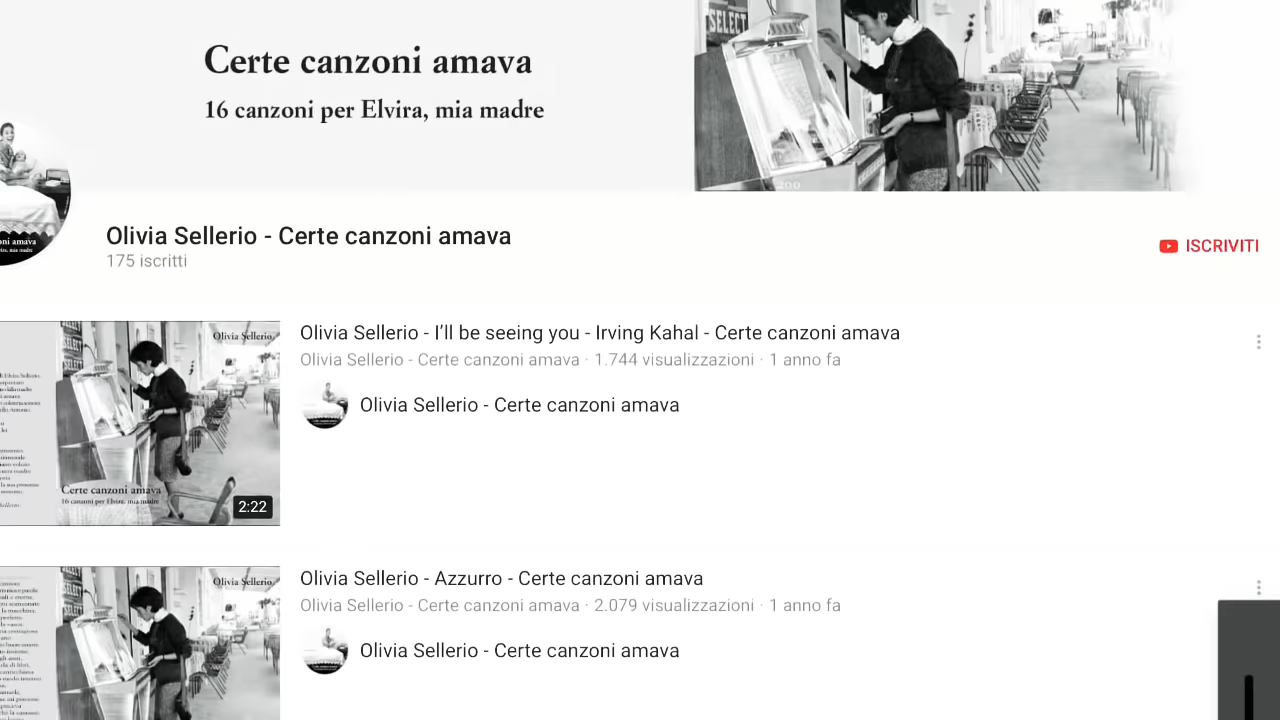 SELECT
Certe canzoni amava
16 canzoni per Elvira, mia madre
200
oni amava
Olivia Sellerio - Certe canzoni amava
175 iscritti
ISCRIVITI
Olivia Sellerio
Certe canzoni amava
16 canzoni per Elvira, mia madre
2:22
Olivia Sellerio - I’ll be seeing you - Irving Kahal - Certe canzoni amava
Olivia Sellerio - Certe canzoni amava · 1.744 visualizzazioni · 1 anno fa
Olivia Sellerio - Certe canzoni amava
SELECT
Olivia Sellerio
Olivia Sellerio - Azzurro - Certe canzoni amava
Olivia Sellerio - Certe canzoni amava · 2.079 visualizzazioni · 1 anno fa
Olivia Sellerio - Certe canzoni amava